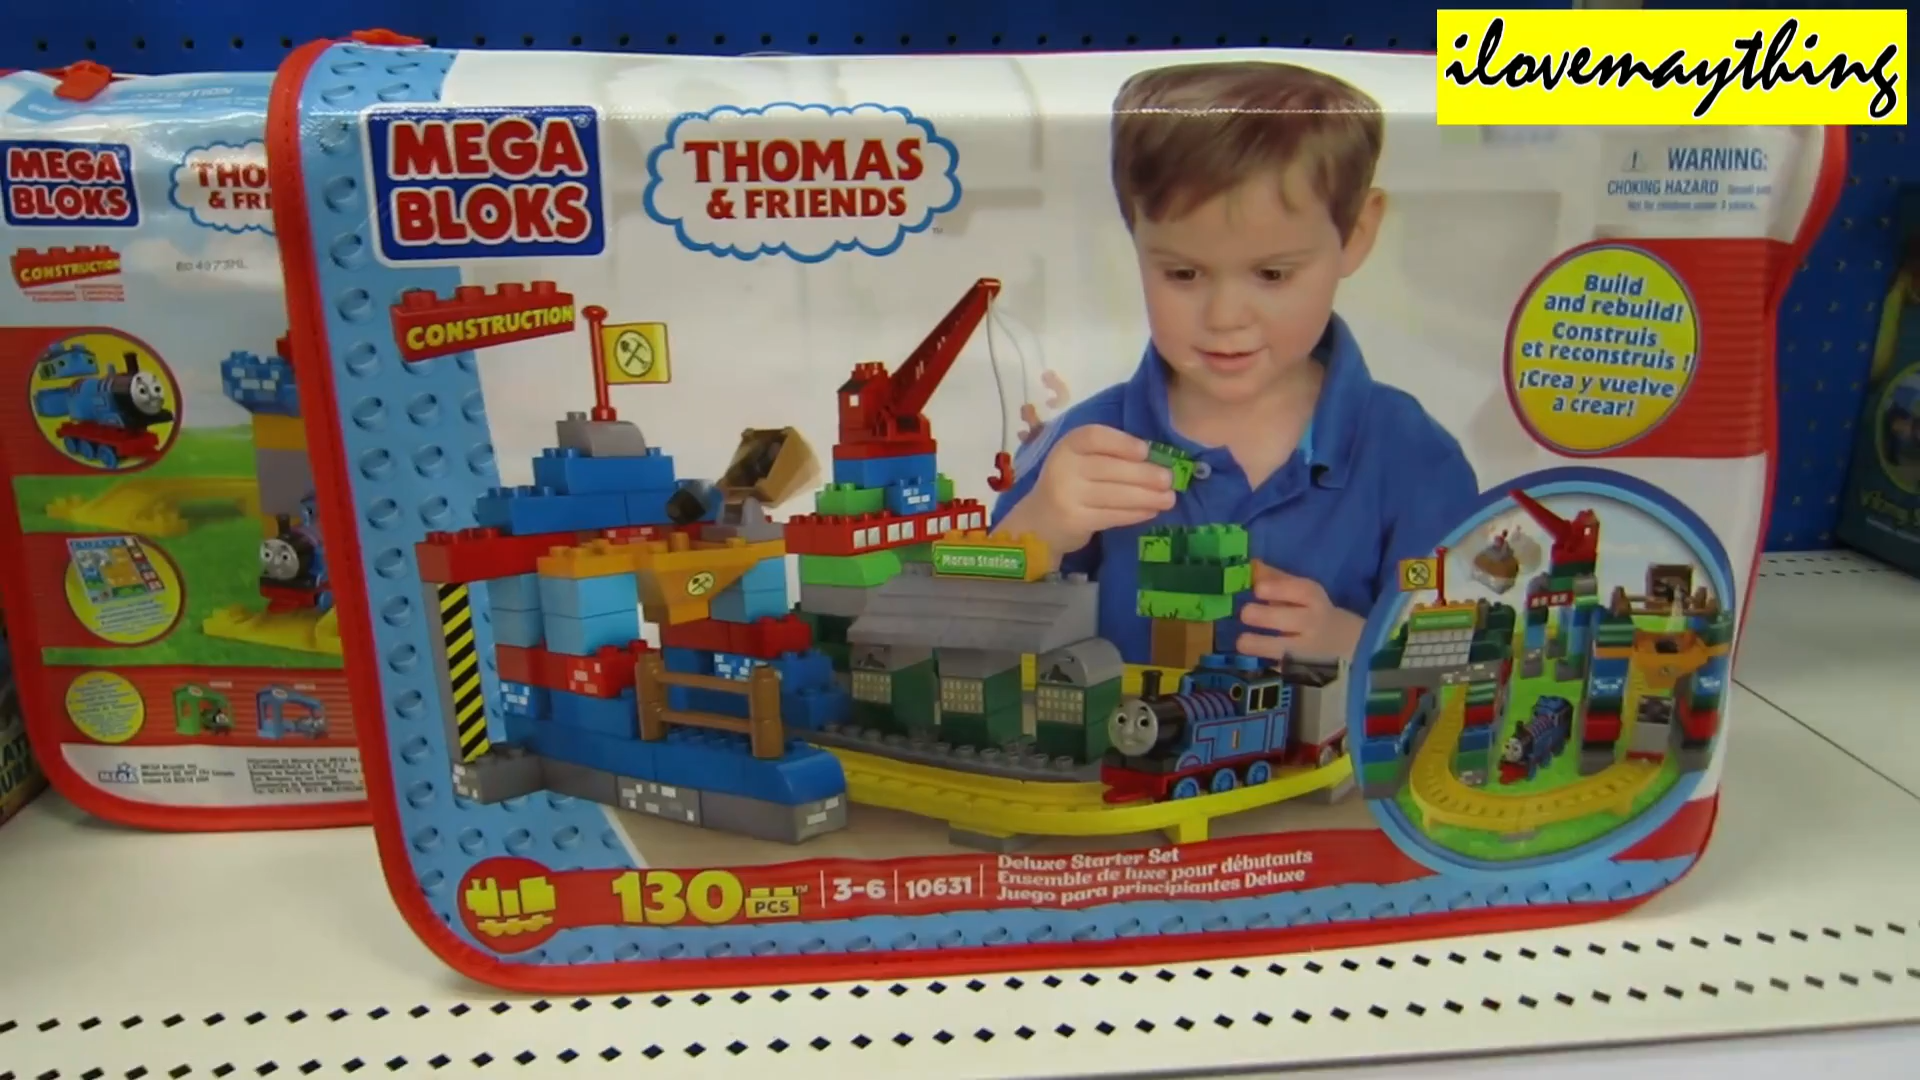 ilovemaything
MEGA
BLOKS
THO
& FRI
CONSTRUCTION
MEGA
BLOKS
THOMAS
& FRIENDS
TM
CONSTRUCTION
WARNING:
CHOKING HAZARD
Build
and rebuild!
Construis
et reconstruis !
¡Crea y vuelve
a crear!
Maron Station
130 PCS
3-6
10631
Deluxe Starter Set
Ensemble de luxe pour débutants
Juego para principiantes Deluxe